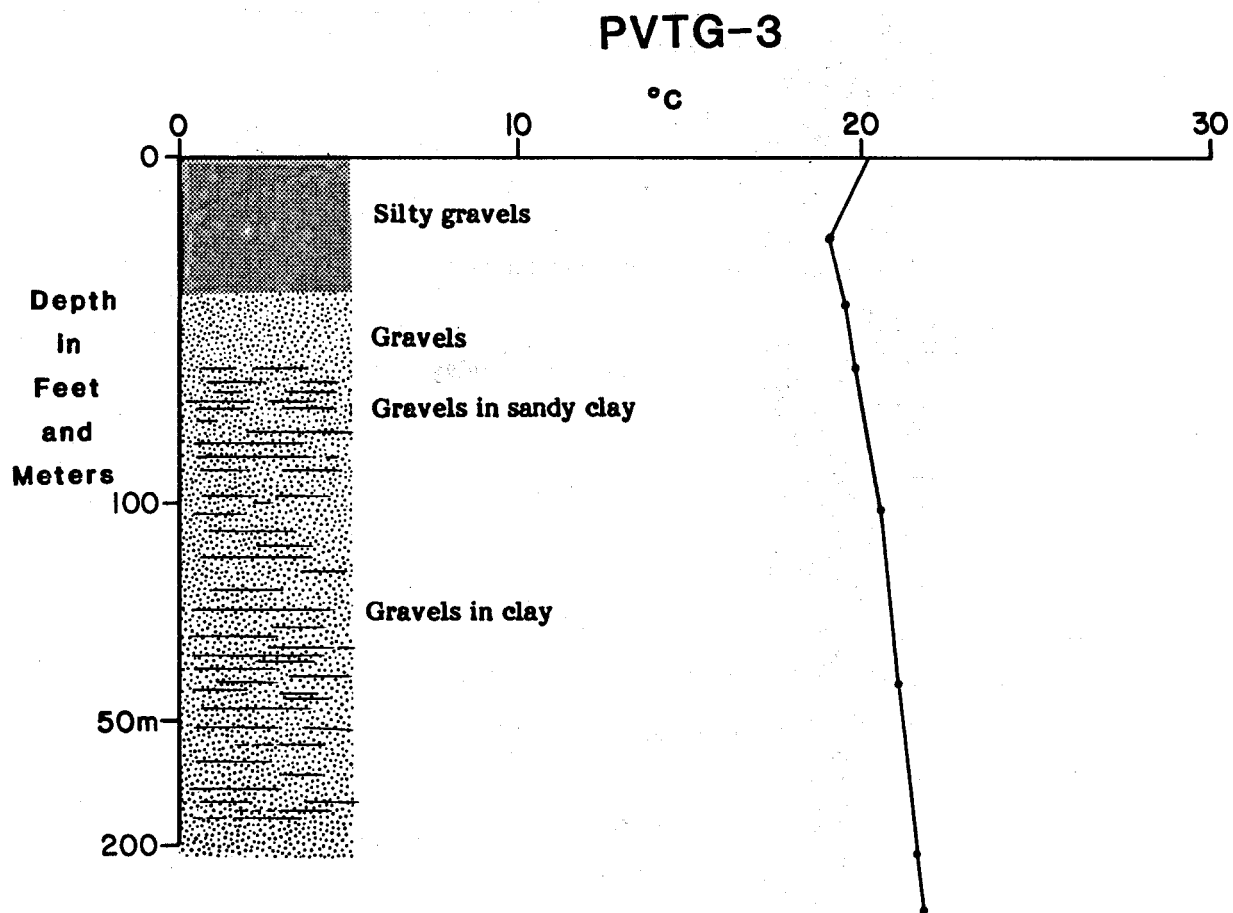 PVTG-3
°C
0 10 20 30
0
Silty gravels
Depth
in
Feet
and
Meters
Gravels
Gravels in sandy clay
100
Gravels in clay
50m
200